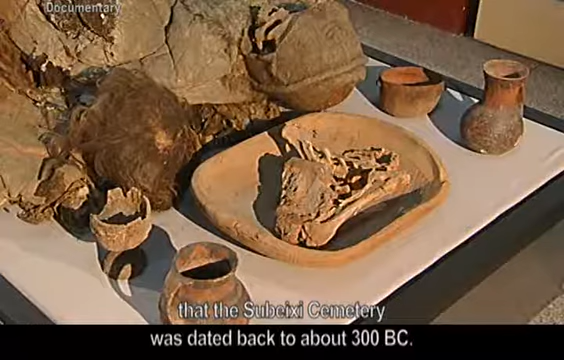 Documentary
that the Subeixi Cemetery
was dated back to about 300 BC.